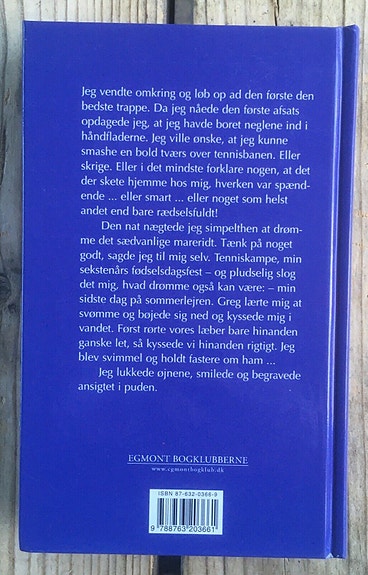 Jeg vendte omkring og løb op ad den første den
bedste trappe. Da jeg nåede den første afsats
opdagede jeg, at jeg havde boret neglene ind i
håndfladerne. Jeg ville ønske, at jeg kunne
smashe en bold tværs over tennisbanen. Eller
skrige. Eller i det mindste forklare nogen, at det
der skete hjemme hos mig, hverken var spænd-
ende ... eller smart ... eller noget som helst
andet end bare rædselsfuldt!
Den nat nægtede jeg simpelthen at drøm-
me det sædvanlige mareridt. Tænk på noget
godt, sagde jeg til mig selv. Tenniskampe, min
sekstenårs fødselsdagsfest – og pludselig slog
det mig, hvad drømme også kan være: – min
sidste dag på sommerlejren. Greg lærte mig at
svømme og bøjede sig ned og kyssede mig i
vandet. Først rørte vores læber bare hinanden
ganske let, så kyssede vi hinanden rigtigt. Jeg
blev svimmel og holdt fastere om ham ...
Jeg lukkede øjnene, smilede og begravede
ansigtet i puden.
EGMONT BOGKLUBBERNE
www.egmontbogklub.dk
ISBN 87-632-0366-9
9 788763 203661